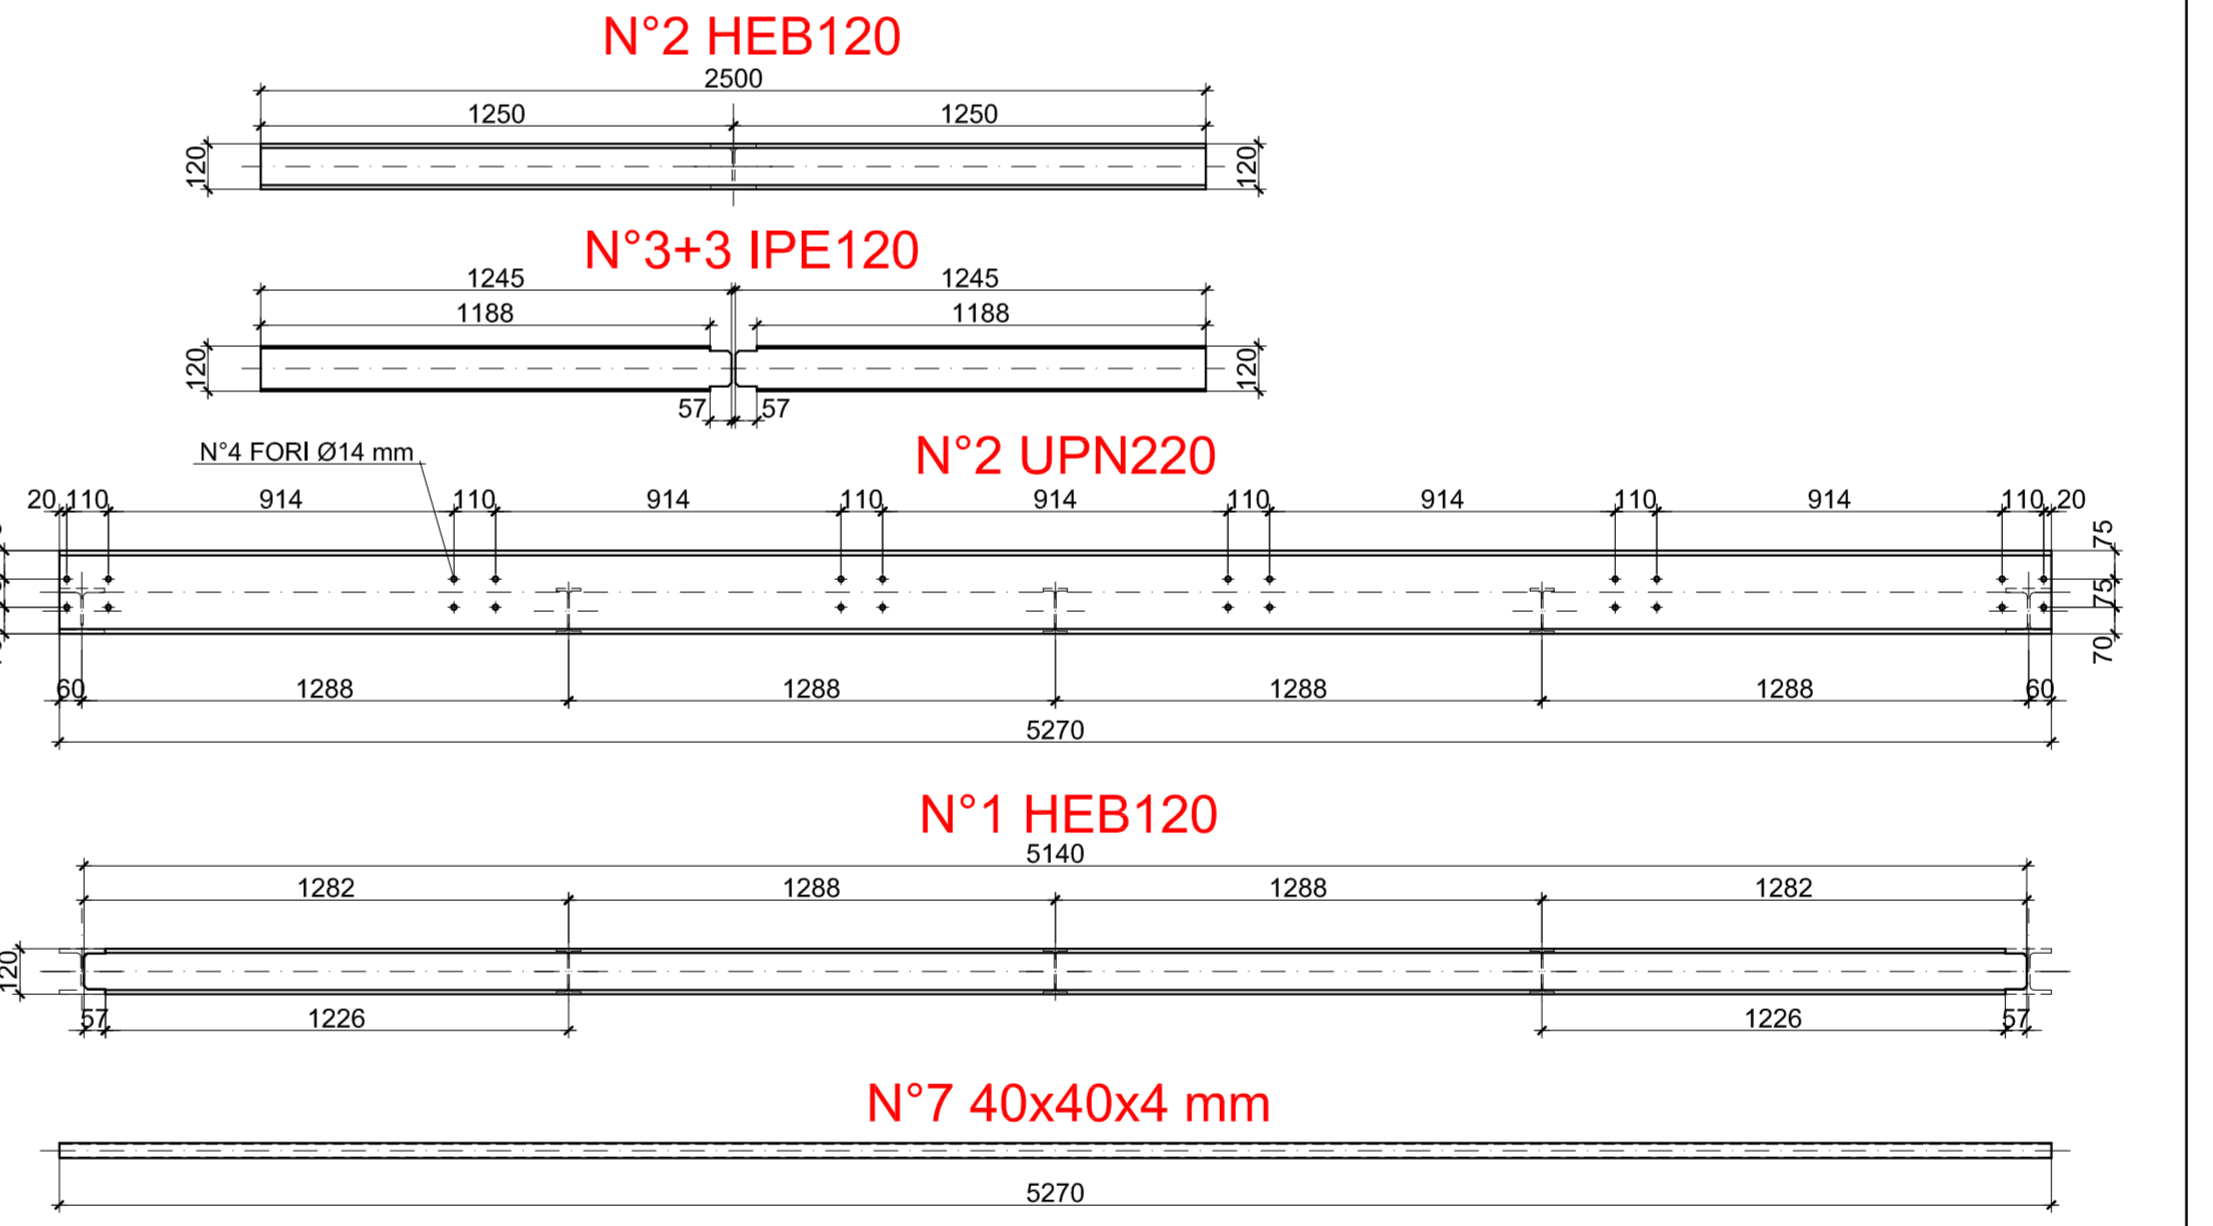 N°2 HEB120
2500
1250 1250
120 120
N°3+3 IPE120
1245 1245
1188 1188
120 120
57 57
N°2 UPN220
N°4 FORI Ø14 mm
20 110 914 110 914 110 914 110 914 110 914 110 20
75
75
70
60 1288 1288 1288 1288 60
5270
N°1 HEB120
5140
1282 1288 1288 1282
120
57 1226 1226 57
N°7 40x40x4 mm
5270